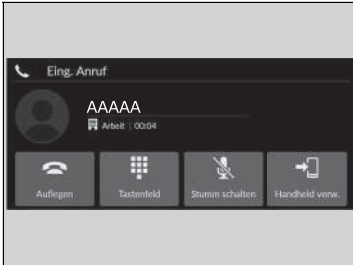 Eing. Anruf
AAAAA
Arbeit | 00:04
Auflegen
Tastenfeld
Stumm schalten
Handheld verw.